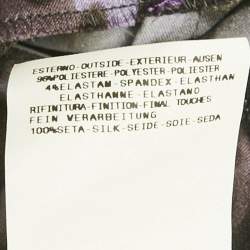 ESTERNO-OUTSIDE-EXTERIEUR-AUSEN
96%POLIESTERE-POLYESTER-POLIESTER
4%ELASTAM-SPANDEX-ELASTHAN
ELASTHANNE-ELASTANO
RIFINITURA-FINITION-FINAL TOUCHES
FEIN VERARBEITUNG
100%SETA-SILK-SEIDE-SOIE-SEDA